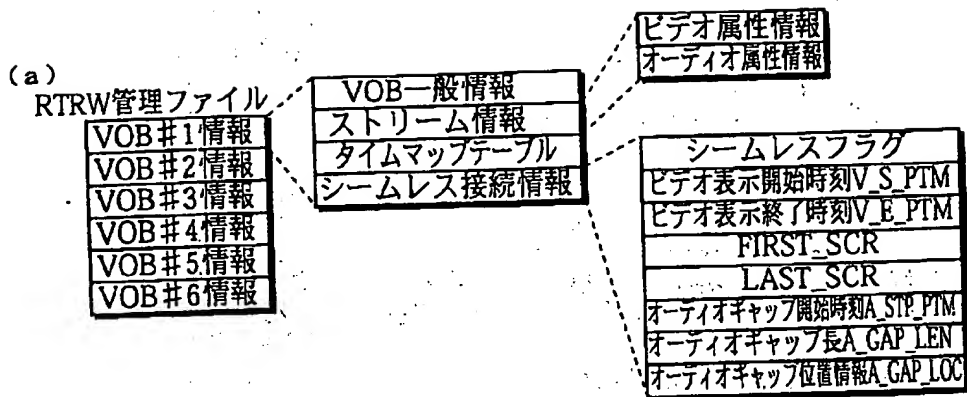 (a)
RTRW管理ファイル
VOB#1情報
VOB#2情報
VOB#3情報
VOB#4情報
VOB#5情報
VOB#6情報
VOB一般情報
ストリーム情報
タイムマップテーブル
シームレス接続情報
ビデオ属性情報
オーディオ属性情報
シームレスフラグ
ビデオ表示開始時刻V_S_PTM
ビデオ表示終了時刻V_E_PTM
FIRST_SCR
LAST_SCR
オーディオギャップ開始時刻A_STP_PTM
オーディオギャップ長A_GAP_LEN
オーディオギャップ位置情報A_GAP_LOC